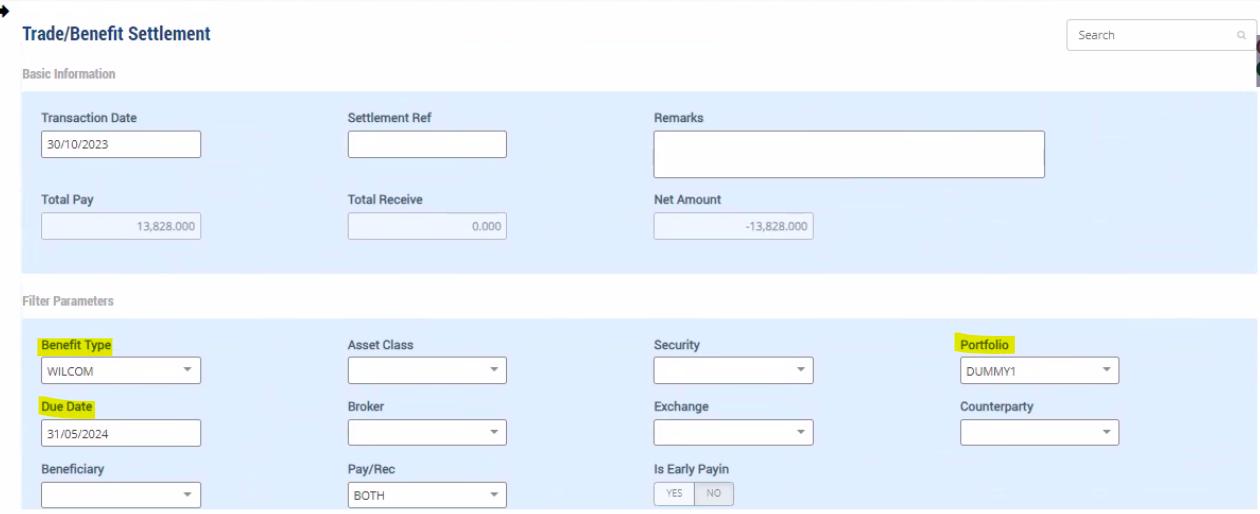 Trade/Benefit Settlement
Search
Basic Information
Transaction Date Settlement Ref Remarks
30/10/2023
Total Pay Total Receive Net Amount
13,828.000 0.000 -13,828.000
Filter Parameters
Benefit Type Asset Class Security Portfolio
WILCOM DUMMY1
Due Date Broker Exchange Counterparty
31/05/2024
Beneficiary Pay/Rec Is Early Payin
BOTH YES NO